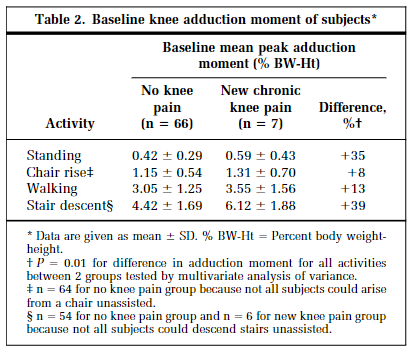 Table 2. Baseline knee adduction moment of subjects*
Baseline mean peak adduction
moment (% BW-Ht)
No knee New chronic
pain knee pain Difference,
Activity (n = 66) (n = 7) %†
Standing 0.42 ± 0.29 0.59 ± 0.43 +35
Chair rise‡ 1.15 ± 0.54 1.31 ± 0.70 +8
Walking 3.05 ± 1.25 3.55 ± 1.56 +13
Stair descent§ 4.42 ± 1.69 6.12 ± 1.88 +39
* Data are given as mean ± SD. % BW-Ht = Percent body weight-
height.
† P = 0.01 for difference in adduction moment for all activities
between 2 groups tested by multivariate analysis of variance.
‡ n = 64 for no knee pain group because not all subjects could arise
from a chair unassisted.
§ n = 54 for no knee pain group and n = 6 for new knee pain group
because not all subjects could descend stairs unassisted.